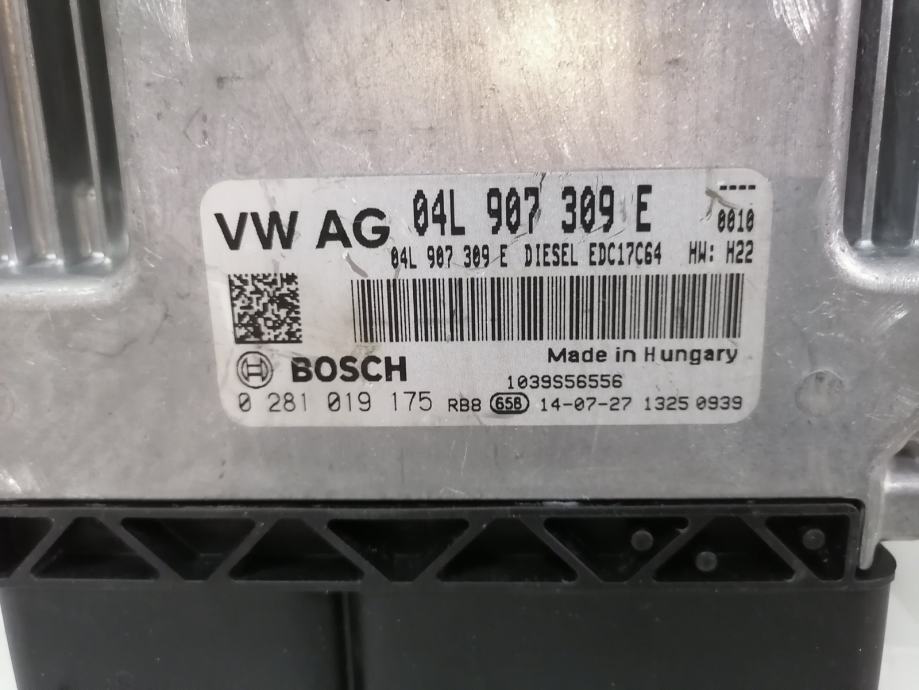 VW AG 04L 907 309 E ----
0010
04L 907 309 E DIESEL EDC17C64 HW: H22
Made in Hungary
BOSCH
1039S56556
0 281 019 175 RB8 65B 14-07-27 1325 0939